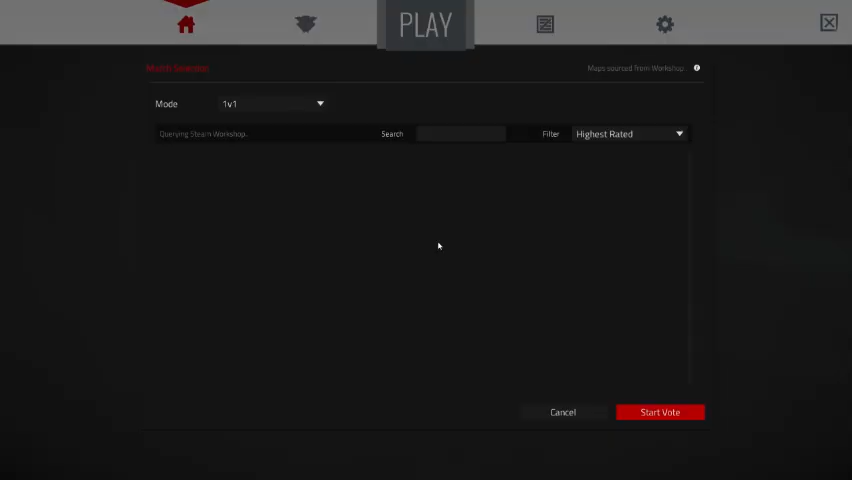 PLAY
Match Selection
Maps sourced from Workshop.
Mode 1v1
Querying Steam Workshop. Search Filter Highest Rated
Cancel Start Vote